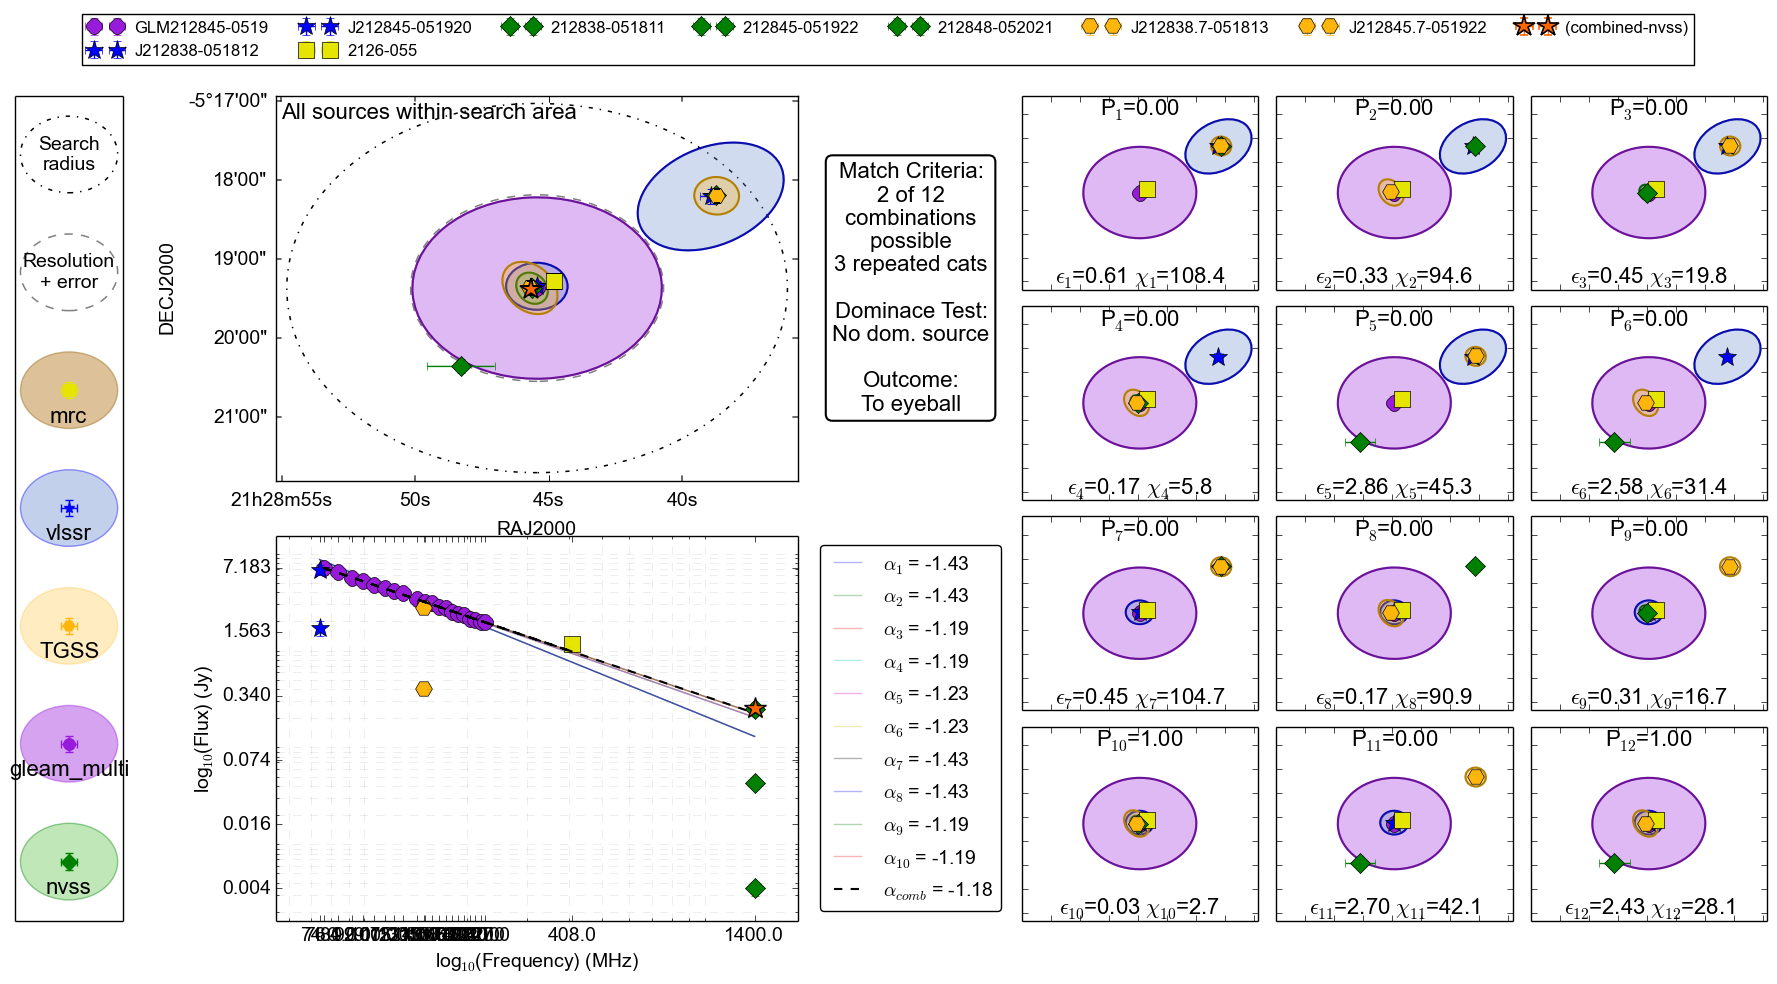 GLM212845-0519
J212845-051920
212838-051811
212845-051922
212848-052021
J212838.7-051813
J212845.7-051922
(combined-nvss)
J212838-051812
2126-055
Search
radius
Resolution
+ error
mrc
vlssr
TGSS
gleam_multi
nvss
All sources within search area
-5°17'00"
18'00"
19'00"
20'00"
21'00"
DECJ2000
21h28m55s
50s
45s
40s
RAJ2000
Match Criteria:
2 of 12
combinations
possible
3 repeated cats
Dominace Test:
No dom. source
Outcome:
To eyeball
7.183
1.563
0.340
0.074
0.016
0.004
log10(Flux) (Jy)
408.0
1400.0
log10(Frequency) (MHz)
α1 = -1.43
α2 = -1.43
α3 = -1.19
α4 = -1.19
α5 = -1.23
α6 = -1.23
α7 = -1.43
α8 = -1.43
α9 = -1.19
α10 = -1.19
αcomb = -1.18
P1=0.00
ϵ1=0.61 χ1=108.4
P2=0.00
ϵ2=0.33 χ2=94.6
P3=0.00
ϵ3=0.45 χ3=19.8
P4=0.00
ϵ4=0.17 χ4=5.8
P5=0.00
ϵ5=2.86 χ5=45.3
P6=0.00
ϵ6=2.58 χ6=31.4
P7=0.00
ϵ7=0.45 χ7=104.7
P8=0.00
ϵ8=0.17 χ8=90.9
P9=0.00
ϵ9=0.31 χ9=16.7
P10=1.00
ϵ10=0.03 χ10=2.7
P11=0.00
ϵ11=2.70 χ11=42.1
P12=1.00
ϵ12=2.43 χ12=28.1